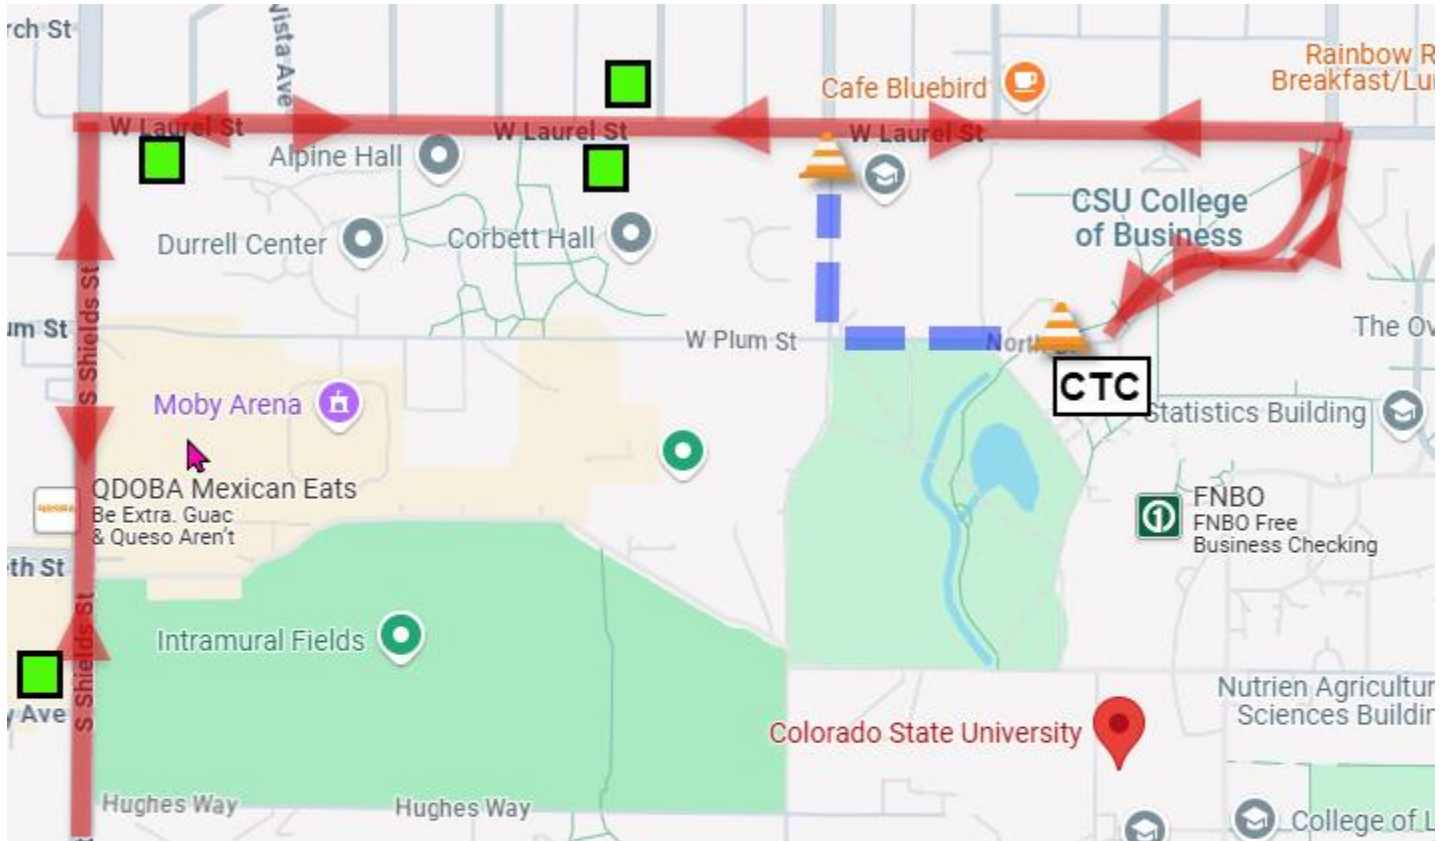 rch St
Vista Ave
Cafe Bluebird
Rainbow R
Breakfast/Lu
W Laurel St
W Laurel St
W Laurel St
Alpine Hall
CSU College
of Business
Durrell Center
Corbett Hall
S Shields St
um St
W Plum St
The Ov
CTC
Moby Arena
Statistics Building
QDOBA Mexican Eats
Be Extra. Guac
& Queso Aren't
FNBO
FNBO Free
Business Checking
eth St
S Shields St
Intramural Fields
y Ave
Nutrien Agricultur
Sciences Buildin
Colorado State University
Hughes Way
Hughes Way
College of L